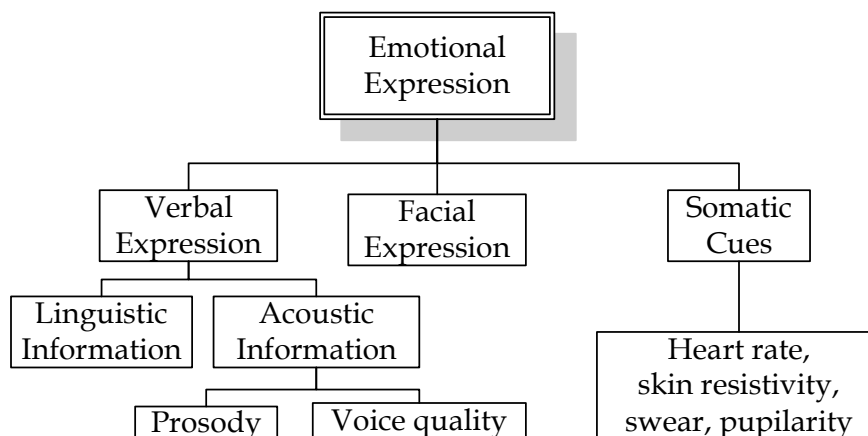 Emotional
Expression
Verbal
Expression
Facial
Expression
Somatic
Cues
Linguistic
Information
Acoustic
Information
Heart rate,
skin resistivity,
swear, pupilarity
Prosody
Voice quality